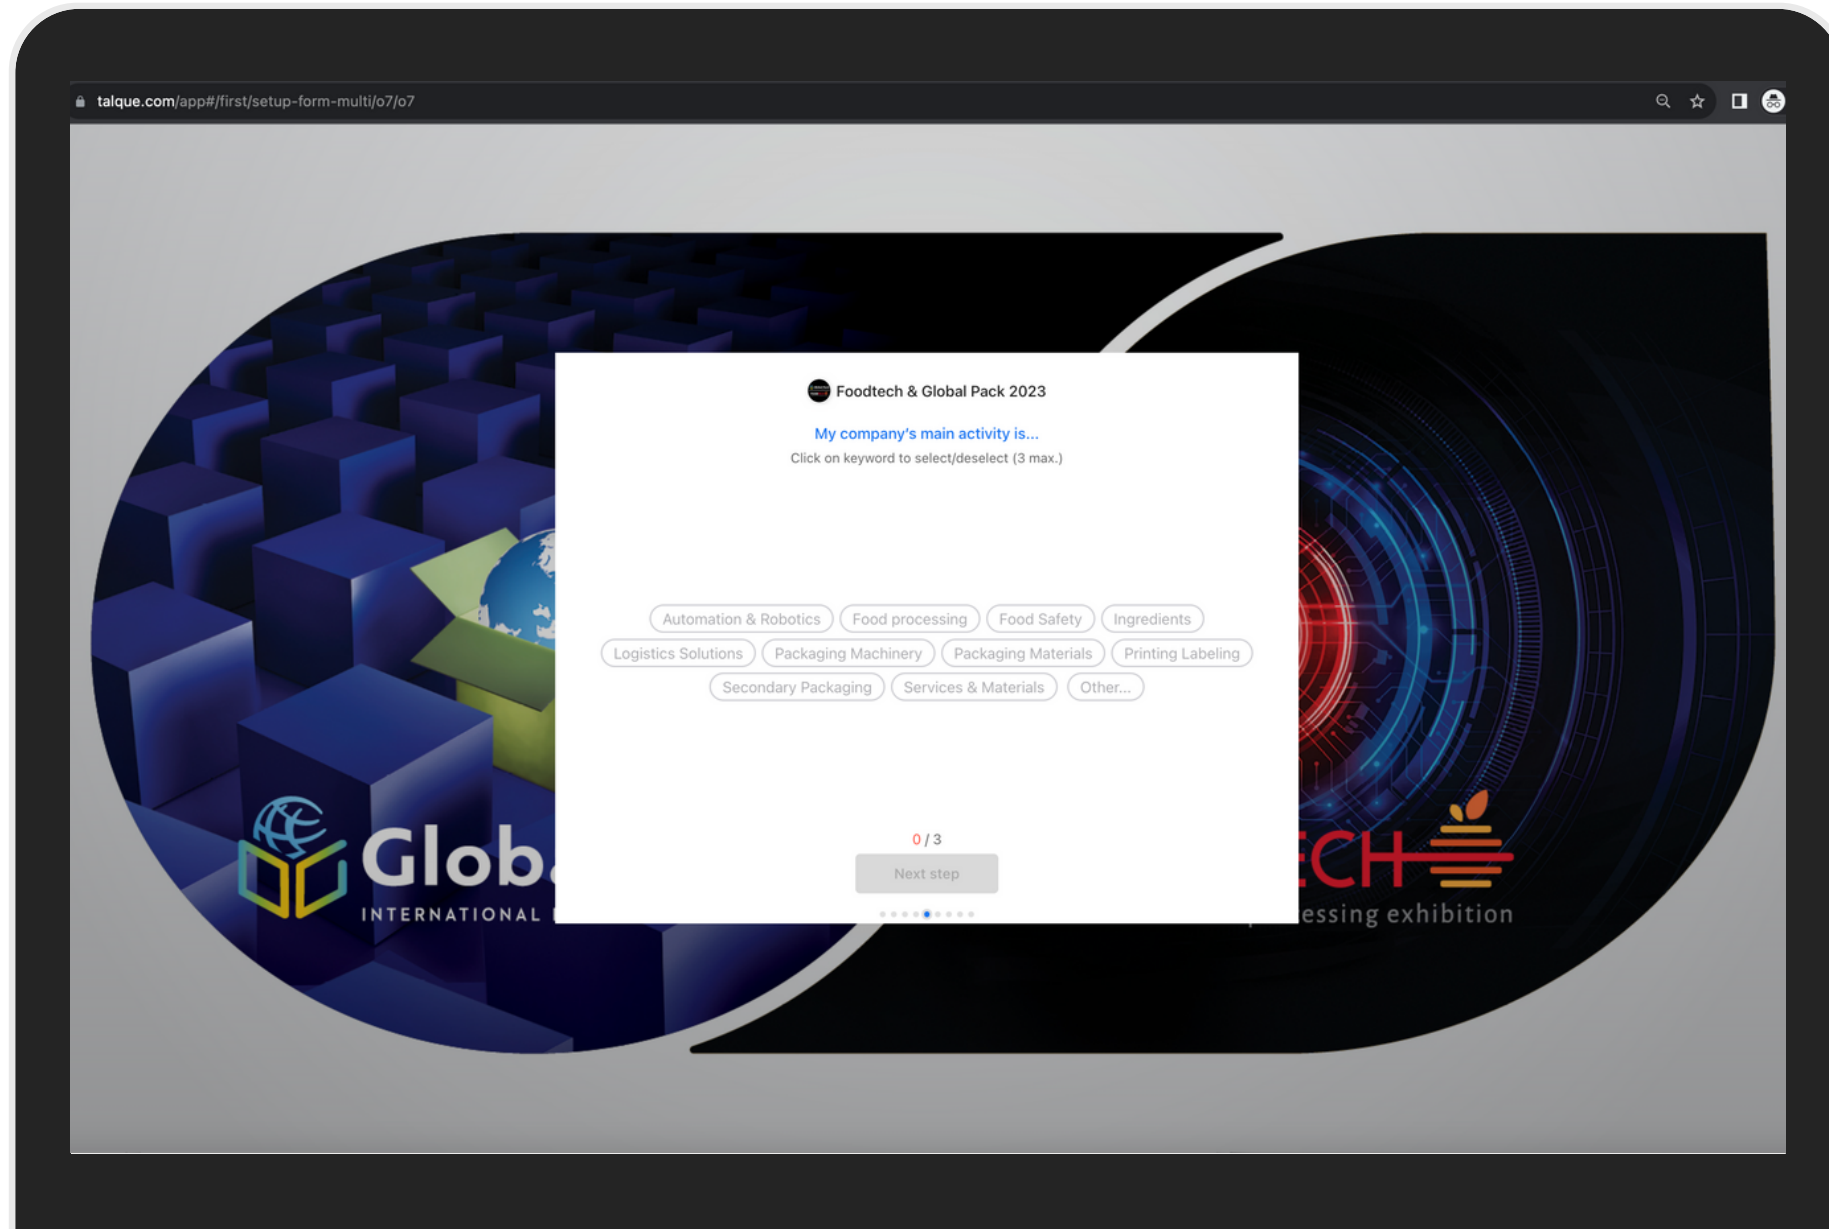 talque.com/app#/first/setup-form-multi/o7/o7
Foodtech & Global Pack 2023
My company's main activity is...
Click on keyword to select/deselect (3 max.)
Automation & Robotics Food processing Food Safety Ingredients
Logistics Solutions Packaging Machinery Packaging Materials Printing Labeling
Secondary Packaging Services & Materials Other...
0 / 3
Next step
Glob
INTERNATIONAL
ECH
essing exhibition